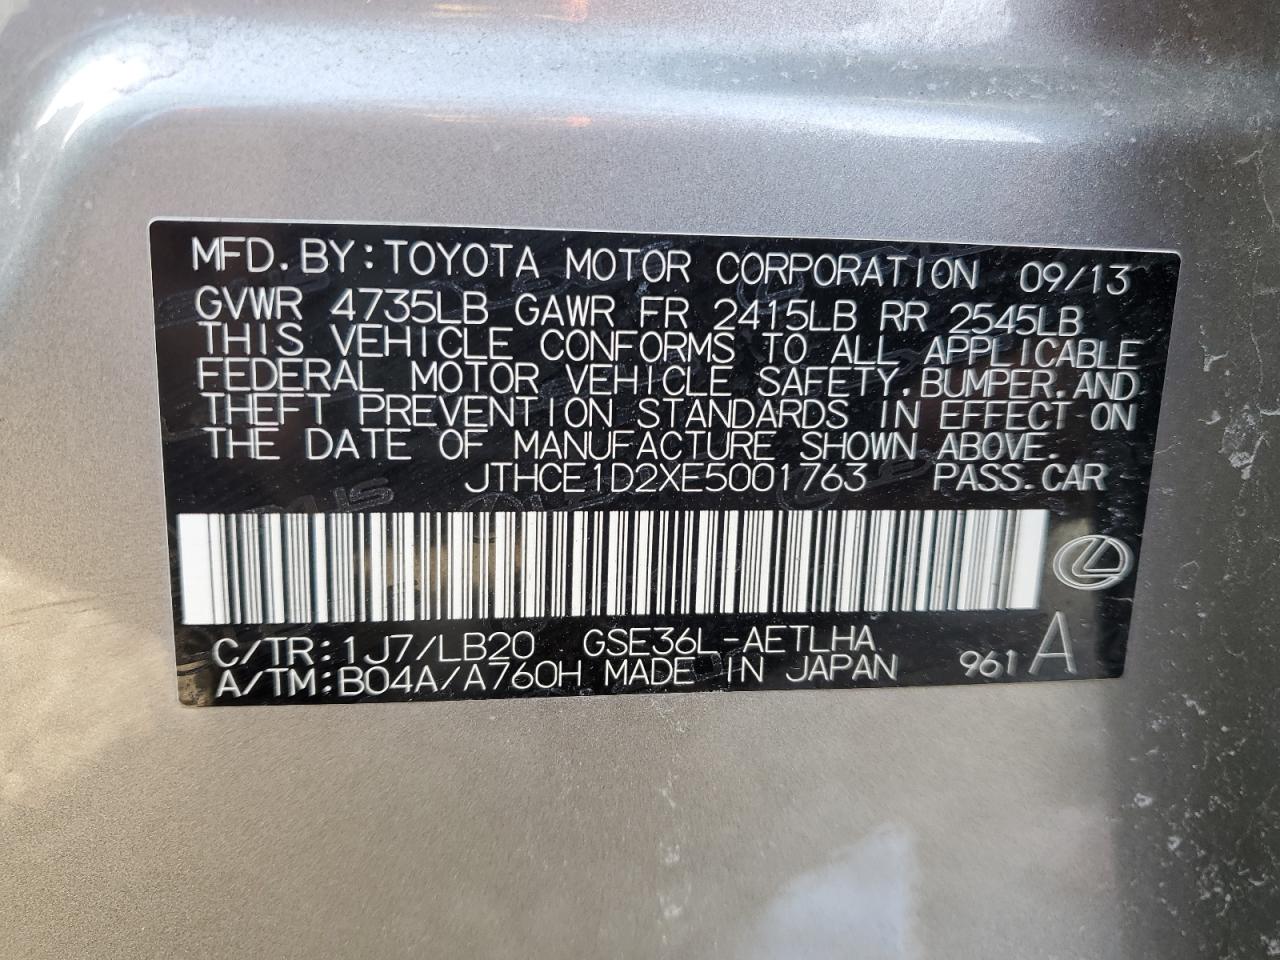 MFD. BY: TOYOTA MOTOR CORPORATION 09/13
GVWR 4735LB GAWR FR 2415LB RR 2545LB
THIS VEHICLE CONFORMS TO ALL APPLICABLE
FEDERAL MOTOR VEHICLE SAFETY, BUMPER, AND
THEFT PREVENTION STANDARDS IN EFFECT ON
THE DATE OF MANUFACTURE SHOWN ABOVE.
JTHCE1D2XE5001763 PASS. CAR
C/TR: 1J7/LB20 GSE36L-AETLHA
A/TM: B04A/A760H MADE IN JAPAN 961 A